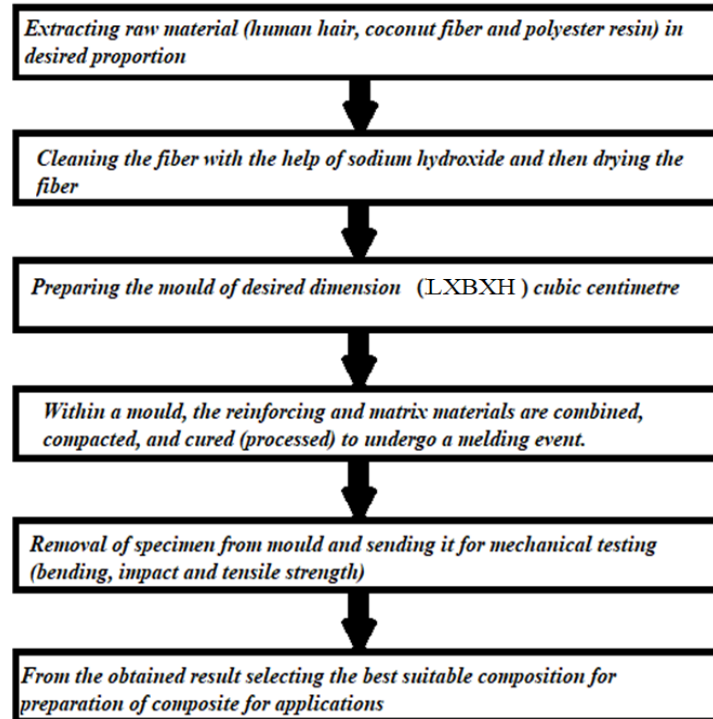 Extracting raw material (human hair, coconut fiber and polyester resin) in
desired proportion
Cleaning the fiber with the help of sodium hydroxide and then drying the
fiber
Preparing the mould of desired dimension (LXBXH ) cubic centimetre
Within a mould, the reinforcing and matrix materials are combined,
compacted, and cured (processed) to undergo a melding event.
Removal of specimen from mould and sending it for mechanical testing
(bending, impact and tensile strength)
From the obtained result selecting the best suitable composition for
preparation of composite for applications